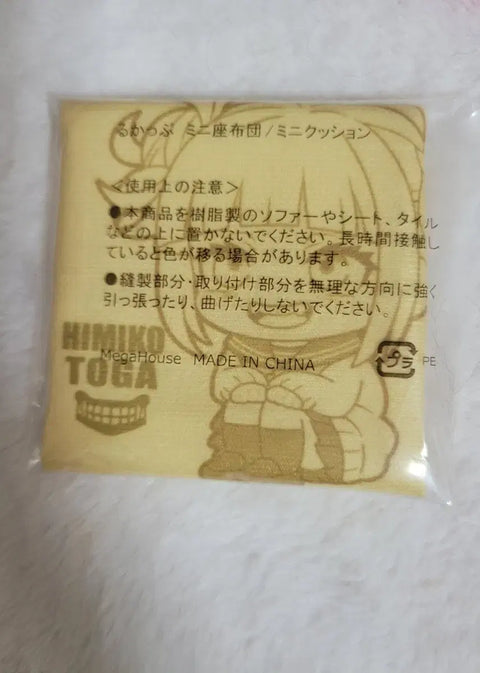 るかっぷ ミニ座布団/ミニクッション
＜使用上の注意＞
●本商品を樹脂製のソファーやシート、タイル
などの上に置かないでください。長時間接触し
ていると色が移る場合があります。
●縫製部分・取り付け部分を無理な方向に強く
引っ張ったり、曲げたりしないでください。
HIMIKO
TOGA
MegaHouse MADE IN CHINA
プラ PE